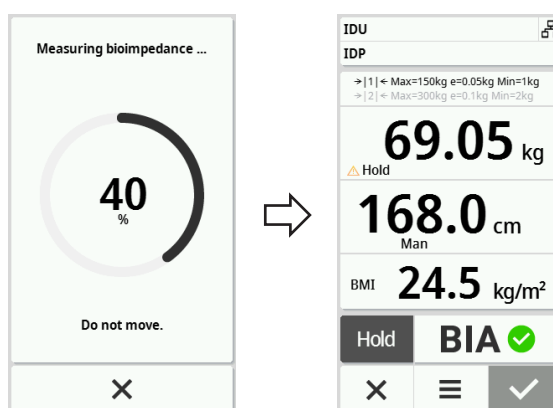 Measuring bioimpedance ...
40
%
Do not move.
IDU
IDP
→|1|← Max=150kg e=0.05kg Min=1kg
→|2|← Max=300kg e=0.1kg Min=2kg
69.05 kg
⚠ Hold
168.0 cm
Man
BMI 24.5 kg/m²
Hold BIA